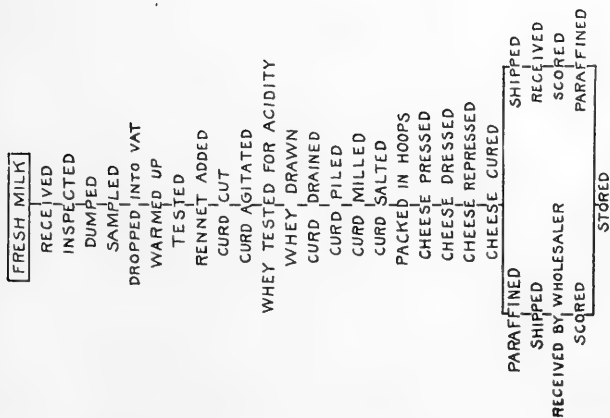 FRESH MILK
RECEIVED
INSPECTED
DUMPED
SAMPLED
DROPPED INTO VAT
WARMED UP
TESTED
RENNET ADDED
CURD CUT
CURD AGITATED
WHEY TESTED FOR ACIDITY
WHEY DRAWN
CURD DRAINED
CURD PILED
CURD MILLED
CURD SALTED
PACKED IN HOOPS
CHEESE PRESSED
CHEESE DRESSED
CHEESE REPRESSED
CHEESE CURED
PARAFFINED
SHIPPED
RECEIVED BY WHOLESALER
SCORED
SHIPPED
RECEIVED
SCORED
PARAFFINED
STORED